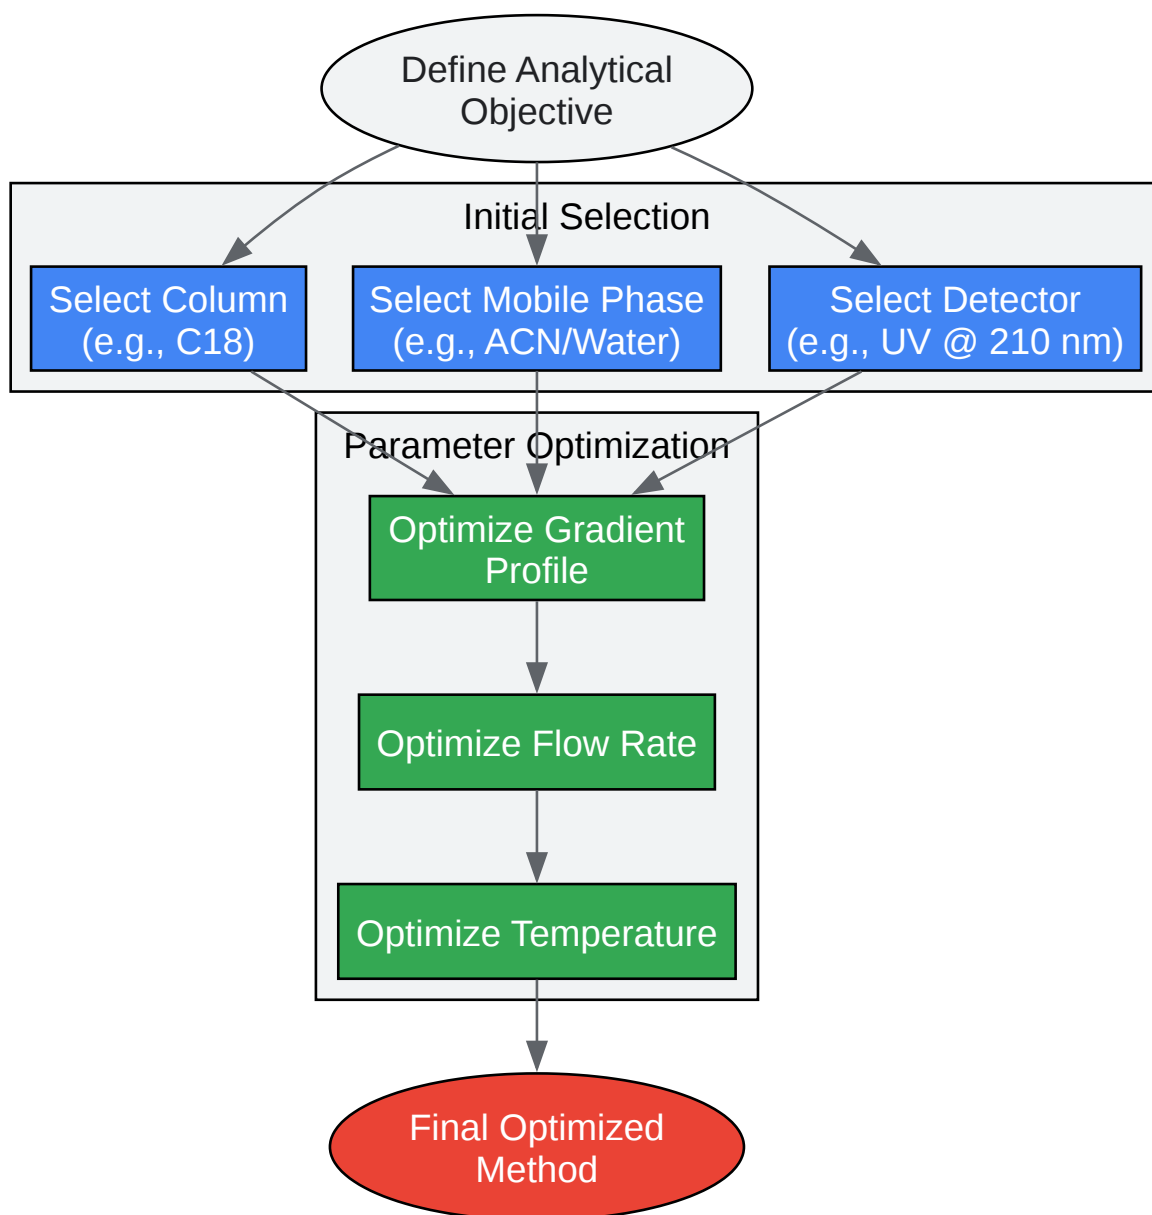 Define Analytical
Objective
Initial Selection
Select Column
(e.g., C18)
Select Mobile Phase
(e.g., ACN/Water)
Select Detector
(e.g., UV @ 210 nm)
Parameter Optimization
Optimize Gradient
Profile
Optimize Flow Rate
Optimize Temperature
Final Optimized
Method